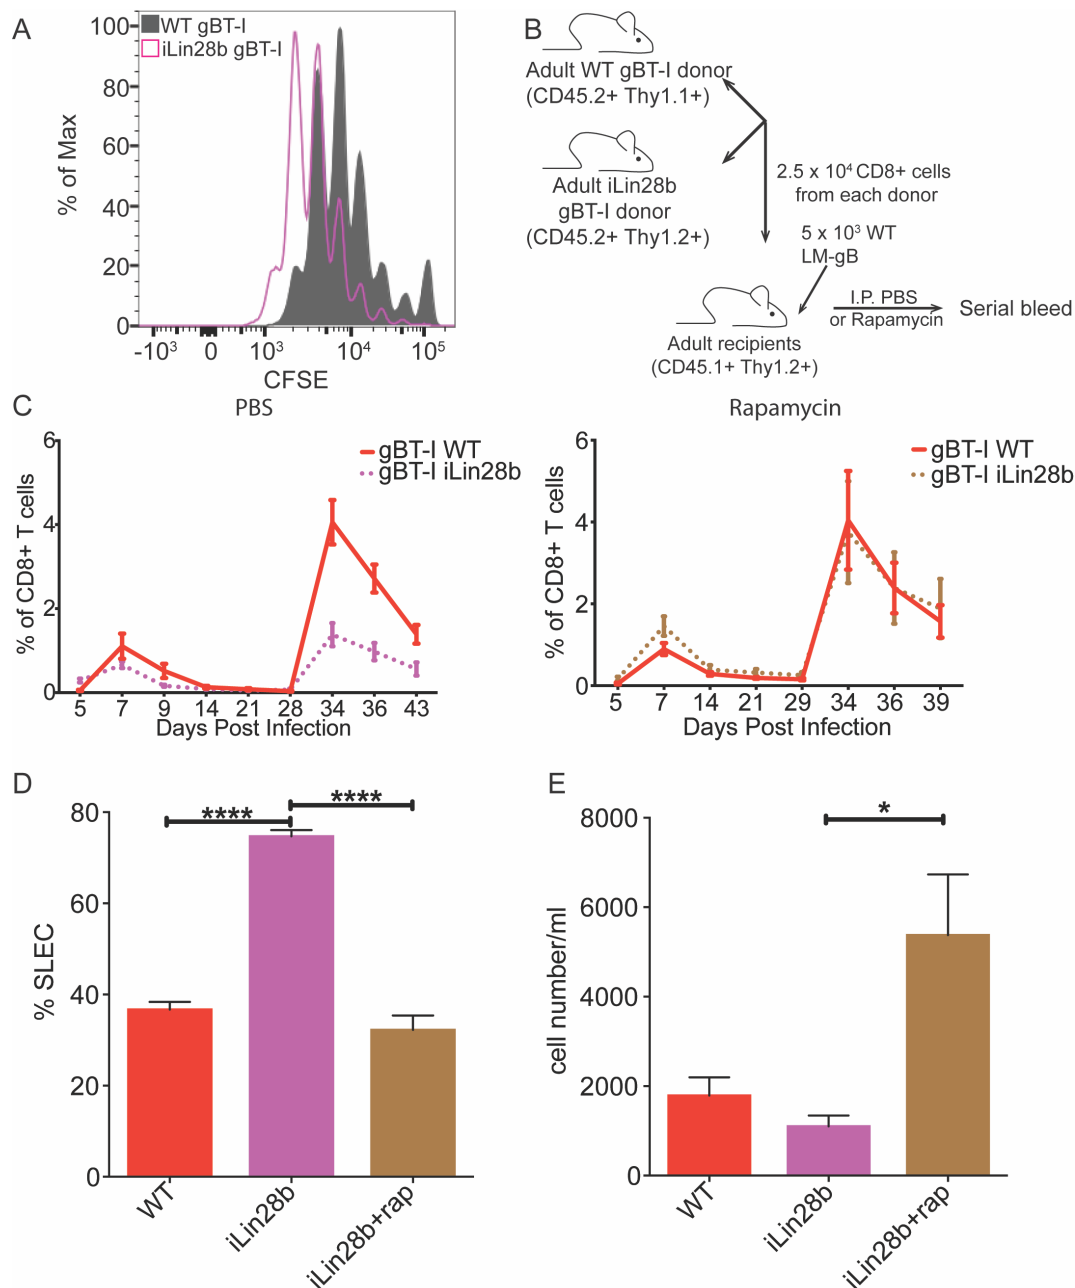 A
WT gBT-I
iLin28b gBT-I
% of Max
100
80
60
40
20
0
-10³ 0 10³ 10⁴ 10⁵
CFSE
B
Adult WT gBT-I donor
(CD45.2+ Thy1.1+)
Adult iLin28b
gBT-I donor
(CD45.2+ Thy1.2+)
2.5 x 10⁴ CD8+ cells
from each donor
5 x 10³ WT
LM-gB
I.P. PBS
or Rapamycin
Serial bleed
Adult recipients
(CD45.1+ Thy1.2+)
C
PBS
gBT-I WT
gBT-I iLin28b
% of CD8+ T cells
6
4
2
0
5 7 9 14 21 28 34 36 43
Days Post Infection
Rapamycin
gBT-I WT
gBT-I iLin28b
% of CD8+ T cells
6
4
2
0
5 7 14 21 29 34 36 39
Days Post Infection
D
% SLEC
80
60
40
20
0
****
****
WT
iLin28b
iLin28b+rap
E
cell number/ml
8000
6000
4000
2000
0
*
WT
iLin28b
iLin28b+rap